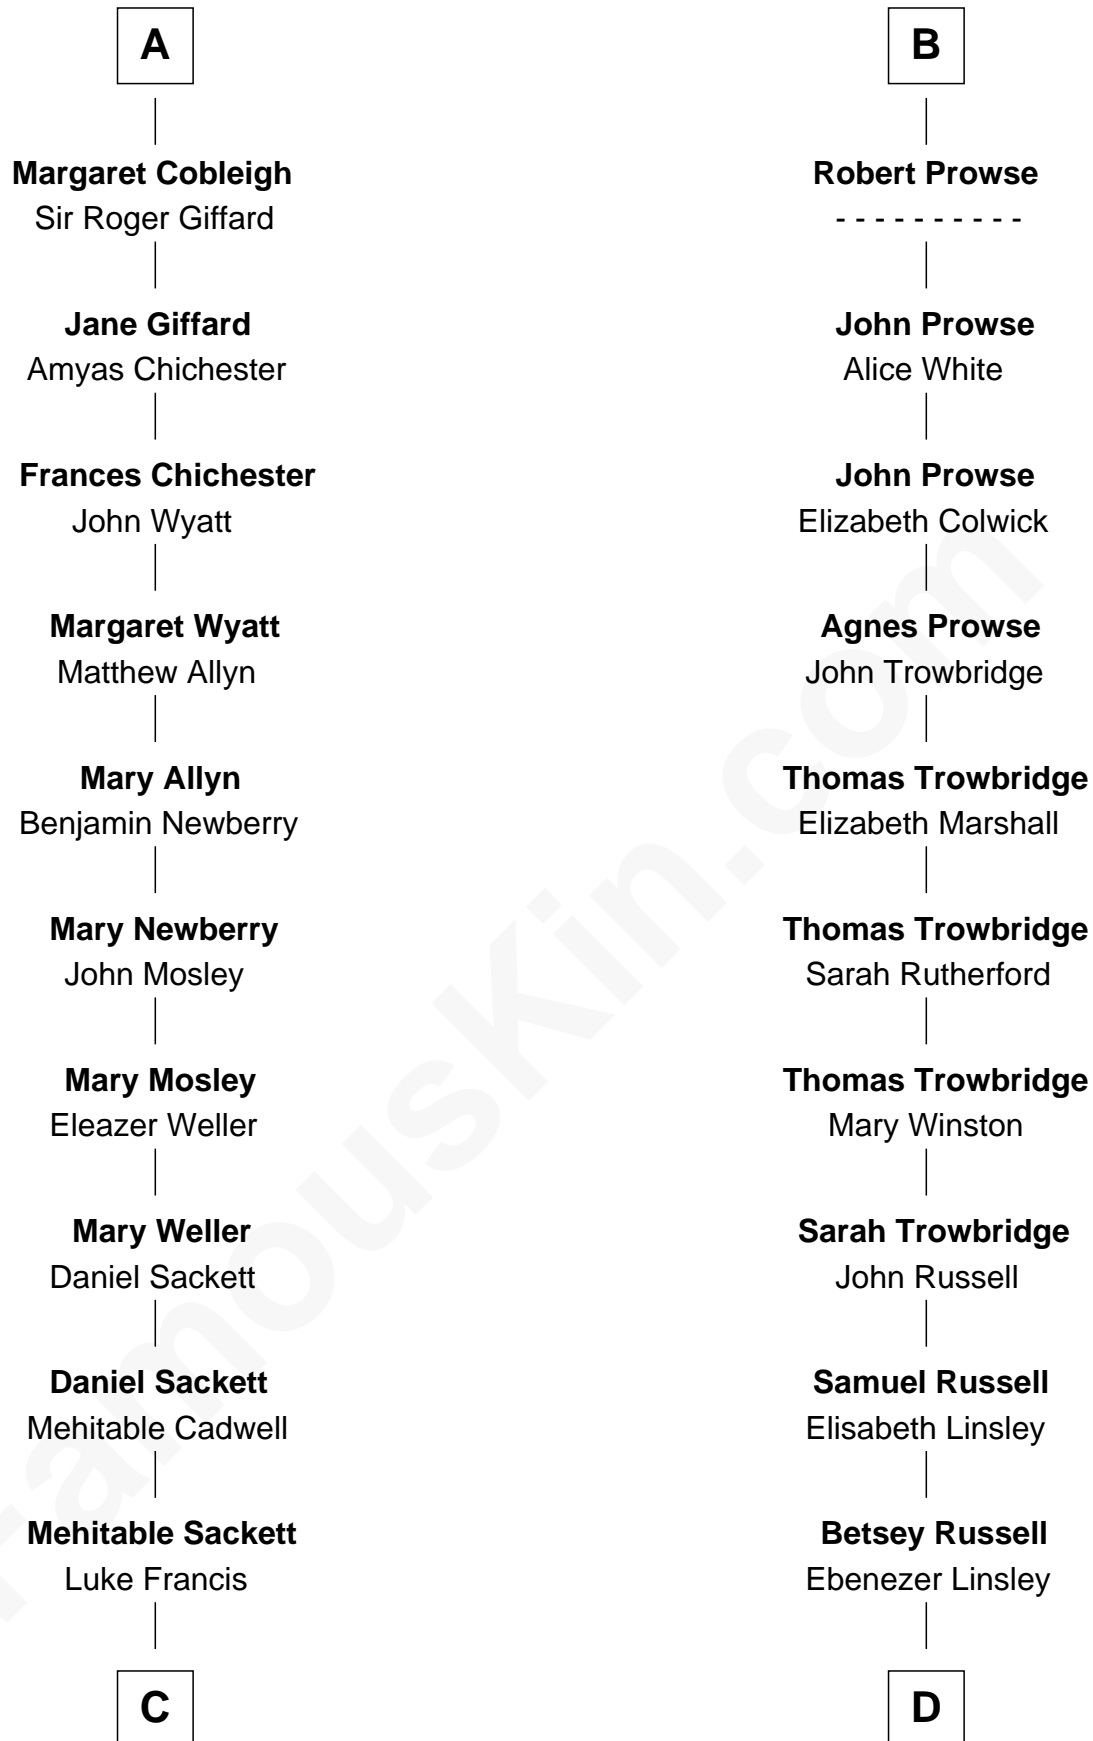 A
Margaret Cobleigh
Sir Roger Giffard
Jane Giffard
Amyas Chichester
Frances Chichester
John Wyatt
Margaret Wyatt
Matthew Allyn
Mary Allyn
Benjamin Newberry
Mary Newberry
John Mosley
Mary Mosley
Eleazer Weller
Mary Weller
Daniel Sackett
Daniel Sackett
Mehitable Cadwell
Mehitable Sackett
Luke Francis
C
B
Robert Prowse
- - - - - - - - - -
John Prowse
Alice White
John Prowse
Elizabeth Colwick
Agnes Prowse
John Trowbridge
Thomas Trowbridge
Elizabeth Marshall
Thomas Trowbridge
Sarah Rutherford
Thomas Trowbridge
Mary Winston
Sarah Trowbridge
John Russell
Samuel Russell
Elisabeth Linsley
Betsey Russell
Ebenezer Linsley
D
FamousKin.com